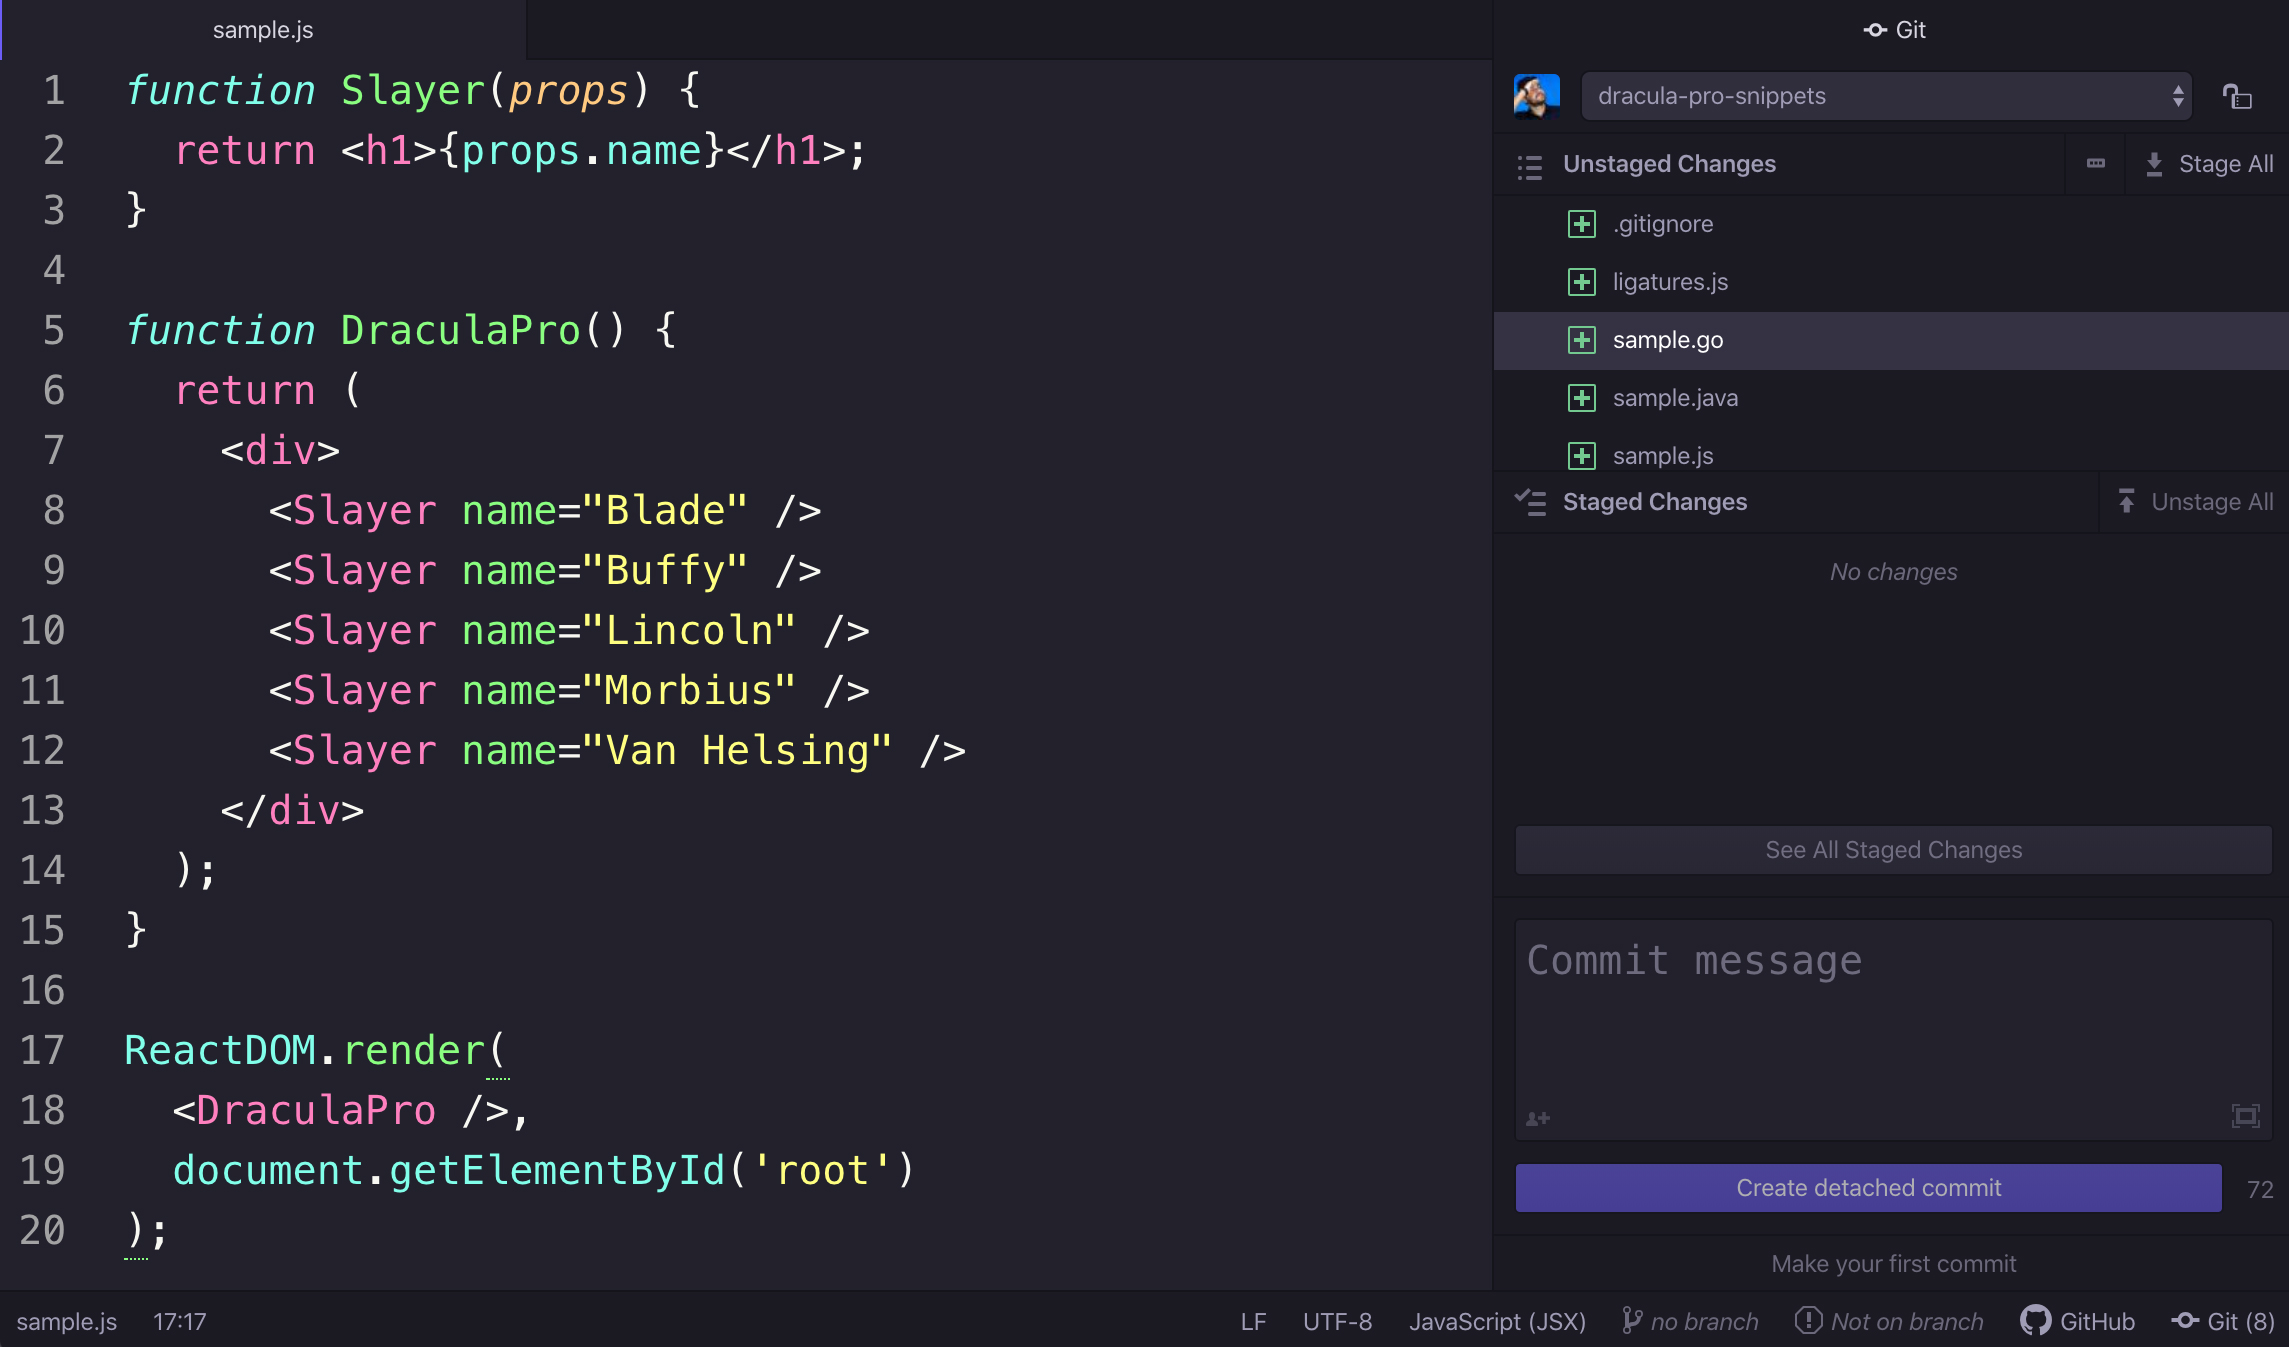 sample.js
1 function Slayer(props) {
2   return <h1>{props.name}</h1>;
3 }
4
5 function DraculaPro() {
6   return (
7     <div>
8       <Slayer name="Blade" />
9       <Slayer name="Buffy" />
10       <Slayer name="Lincoln" />
11       <Slayer name="Morbius" />
12       <Slayer name="Van Helsing" />
13     </div>
14   );
15 }
16
17 ReactDOM.render(
18   <DraculaPro />,
19   document.getElementById('root')
20 );
Git
dracula-pro-snippets
Unstaged Changes
Stage All
.gitignore
ligatures.js
sample.go
sample.java
sample.js
Staged Changes
Unstage All
No changes
See All Staged Changes
Commit message
Create detached commit
72
Make your first commit
sample.js 17:17 LF UTF-8 JavaScript (JSX) no branch Not on branch GitHub Git (8)